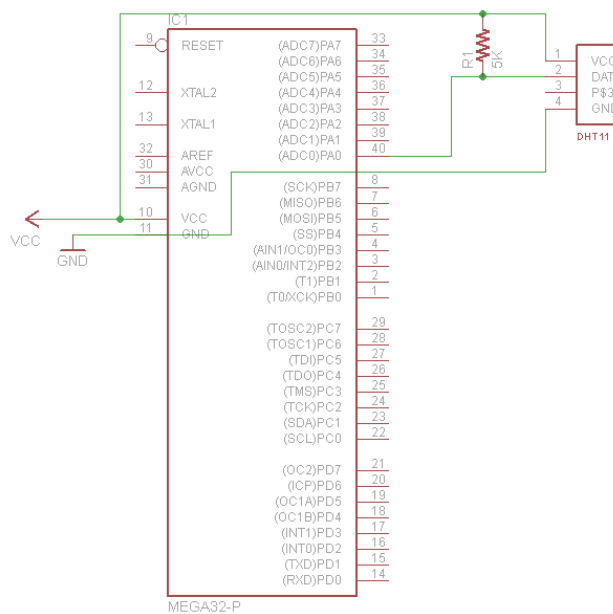 IC1
9 RESET
12 XTAL2
13 XTAL1
32 AREF
30 AVCC
31 AGND
10 VCC
11 GND
(ADC7)PA7 33
(ADC6)PA6 34
(ADC5)PA5 35
(ADC4)PA4 36
(ADC3)PA3 37
(ADC2)PA2 38
(ADC1)PA1 39
(ADC0)PA0 40
(SCK)PB7 8
(MISO)PB6 7
(MOSI)PB5 6
(SS)PB4 5
(AIN1/OC0)PB3 4
(AIN0/INT2)PB2 3
(T1)PB1 2
(T0/XCK)PB0 1
(TOSC2)PC7 29
(TOSC1)PC6 28
(TDI)PC5 27
(TDO)PC4 26
(TMS)PC3 25
(TCK)PC2 24
(SDA)PC1 23
(SCL)PC0 22
(OC2)PD7 21
(ICP)PD6 20
(OC1A)PD5 19
(OC1B)PD4 18
(INT1)PD3 17
(INT0)PD2 16
(TXD)PD1 15
(RXD)PD0 14
MEGA32-P
VCC
GND
R1
5K
1 VCC
2 DAT
3 P$3
4 GND
DHT11